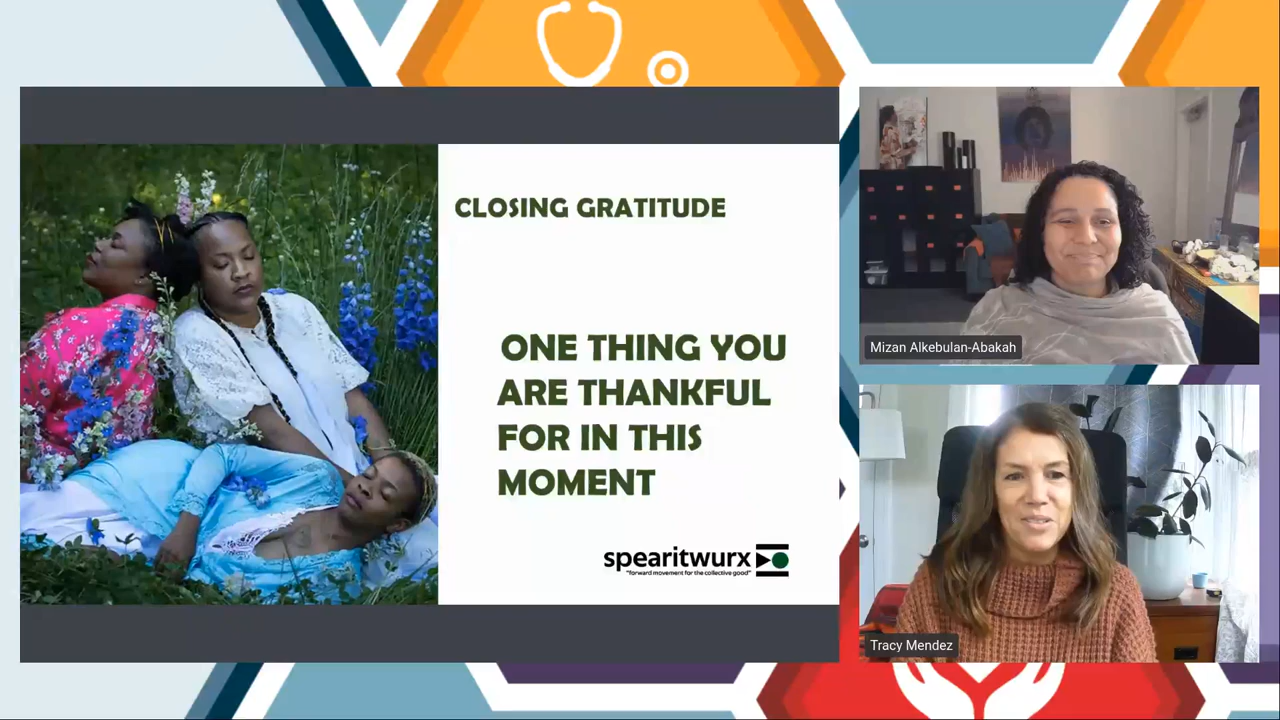 CLOSING GRATITUDE
ONE THING YOU
ARE THANKFUL
FOR IN THIS
MOMENT
spearitwurx
"forward movement for the collective good"
Mizan Alkebulan-Abakah
Tracy Mendez